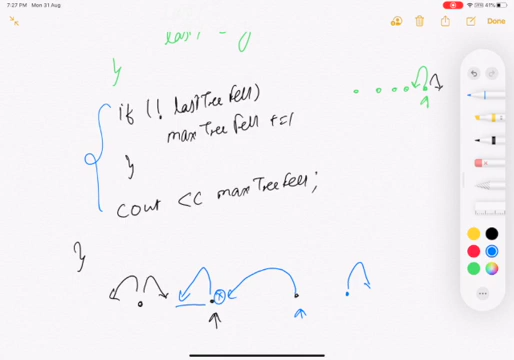 7:27 PM Mon 31 Aug
41%
Done
}
if (!! lastTreeFell)
maxTreeFell +=1
}
cout << maxTreeFell;
}
x